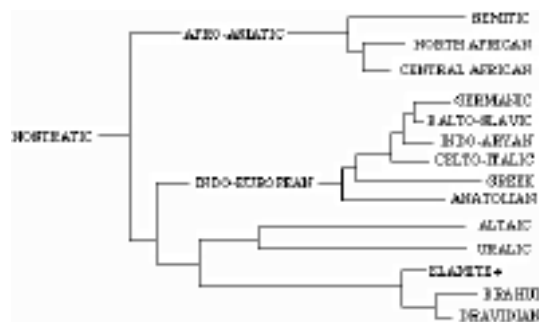 SEMITIC
AFRO-ASIATIC
NORTH AFRICAN
CENTRAL AFRICAN
GERMANIC
BALTO-SLAVIC
NOSTRATIC
INDO-ARYAN
CELTO-ITALIC
INDO-EUROPEAN
GREEK
ANATOLIAN
ALTAIC
URALIC
ELAMITE+
BRAHUI
DRAVIDIAN